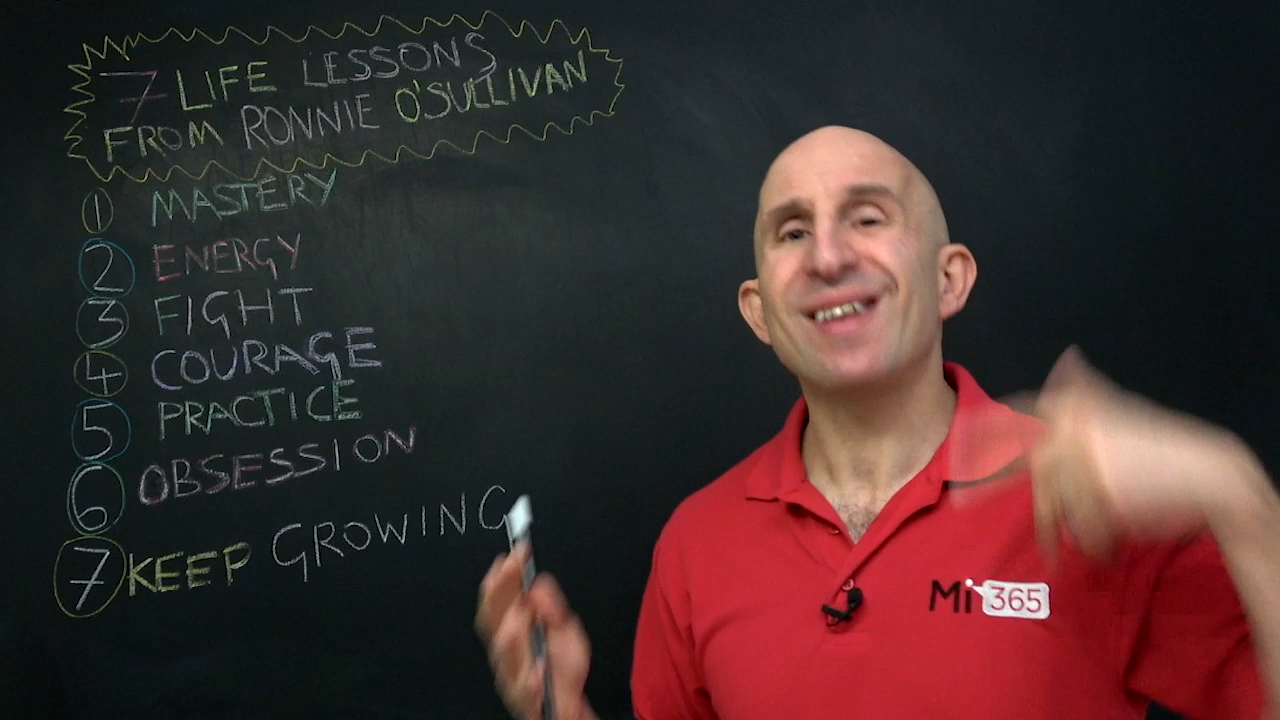 7 LIFE LESSONS
FROM RONNIE O'SULLIVAN
1 MASTERY
2 ENERGY
3 FIGHT
4 COURAGE
5 PRACTICE
6 OBSESSION
7 KEEP GROWING
Mi 365